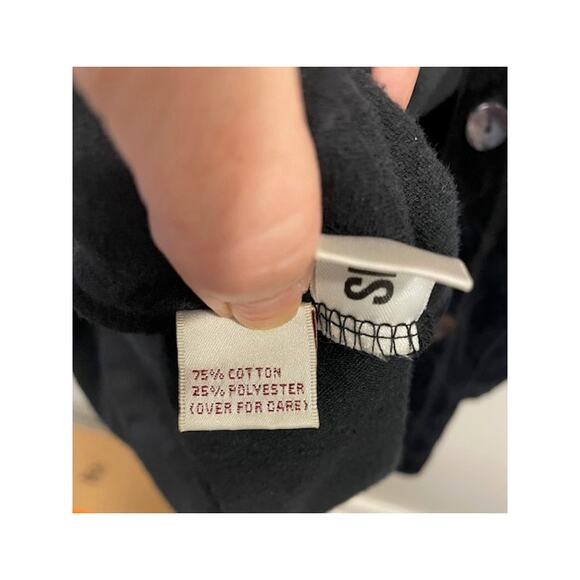 75% COTTON
25% POLYESTER
(OVER FOR CARE)